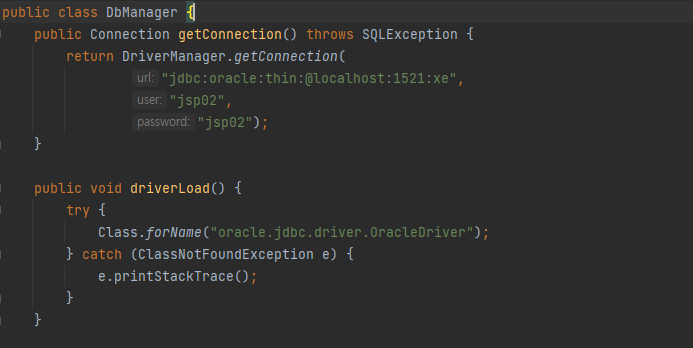 public class DbManager {
public Connection getConnection() throws SQLException {
return DriverManager.getConnection(
url: "jdbc:oracle:thin:@localhost:1521:xe",
user: "jsp02",
password: "jsp02");
}
public void driverLoad() {
try {
Class.forName("oracle.jdbc.driver.OracleDriver");
} catch (ClassNotFoundException e) {
e.printStackTrace();
}
}